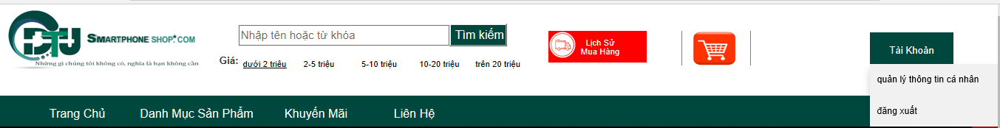 DTU SMARTPHONE SHOP.COM
Những gì chúng tôi không có, nghĩa là bạn không cần
Nhập tên hoặc từ khóa
Tìm kiếm
Giá: dưới 2 triệu 2-5 triệu 5-10 triệu 10-20 triệu trên 20 triệu
Lịch Sử
Mua Hàng
Tài Khoản
quản lý thông tin cá nhân
đăng xuất
Trang Chủ Danh Mục Sản Phẩm Khuyến Mãi Liên Hệ